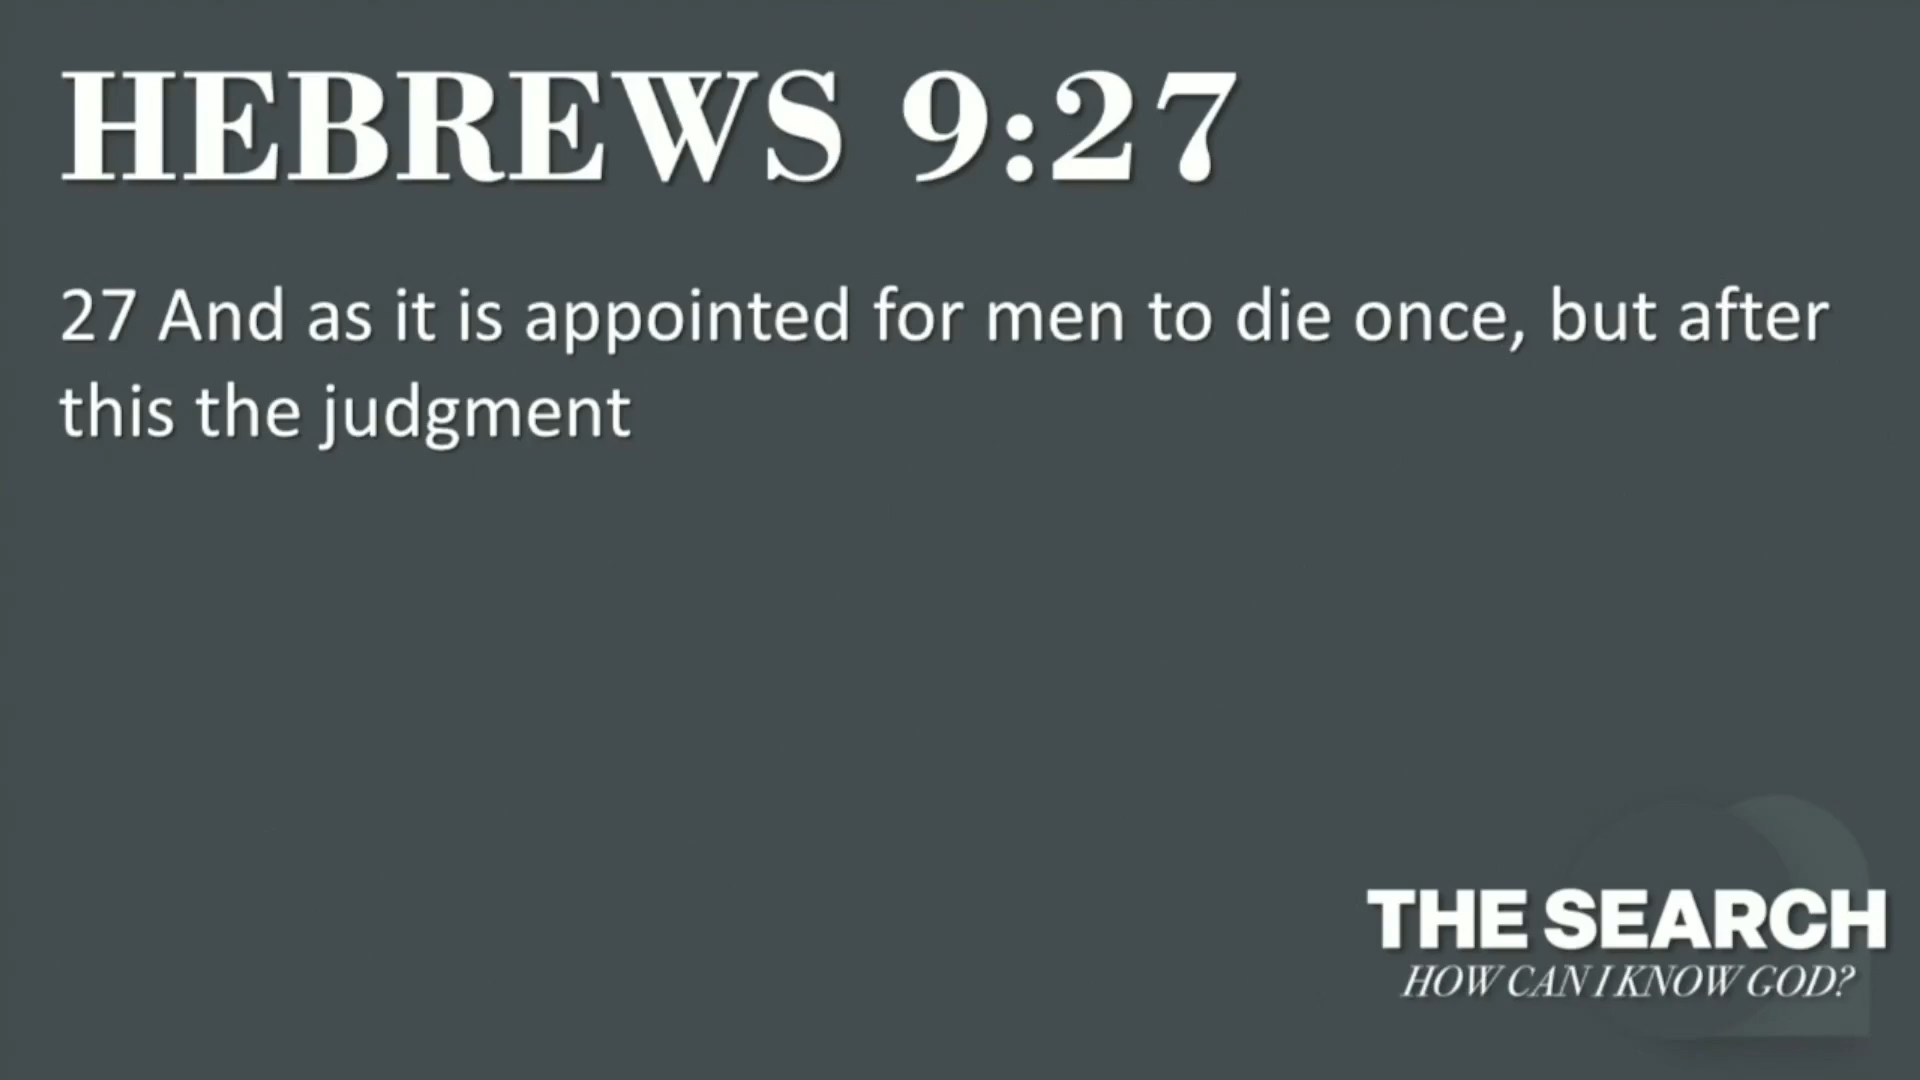 HEBREWS 9:27
27 And as it is appointed for men to die once, but after
this the judgment
THE SEARCH
HOW CAN I KNOW GOD?